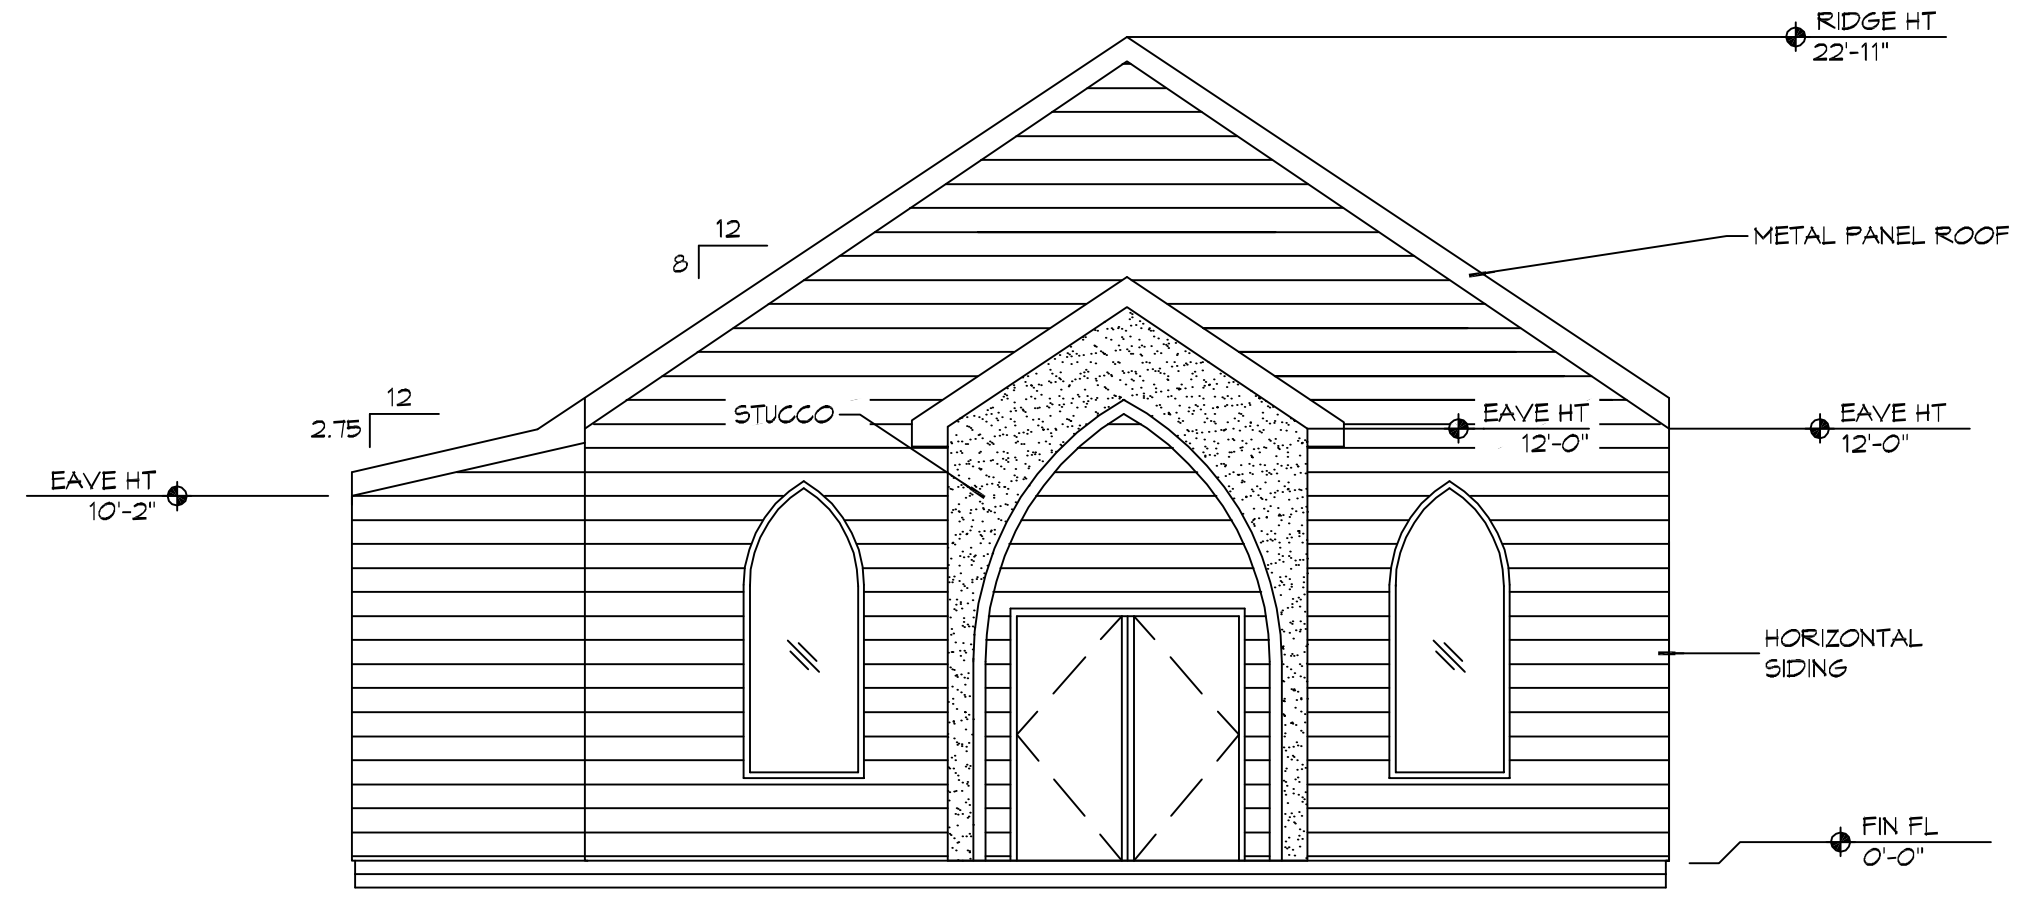 RIDGE HT
22'-11"
12
8
METAL PANEL ROOF
12
2.75
STUCCO
EAVE HT
12'-0"
EAVE HT
12'-0"
EAVE HT
10'-2"
HORIZONTAL
SIDING
FIN FL
0'-0"